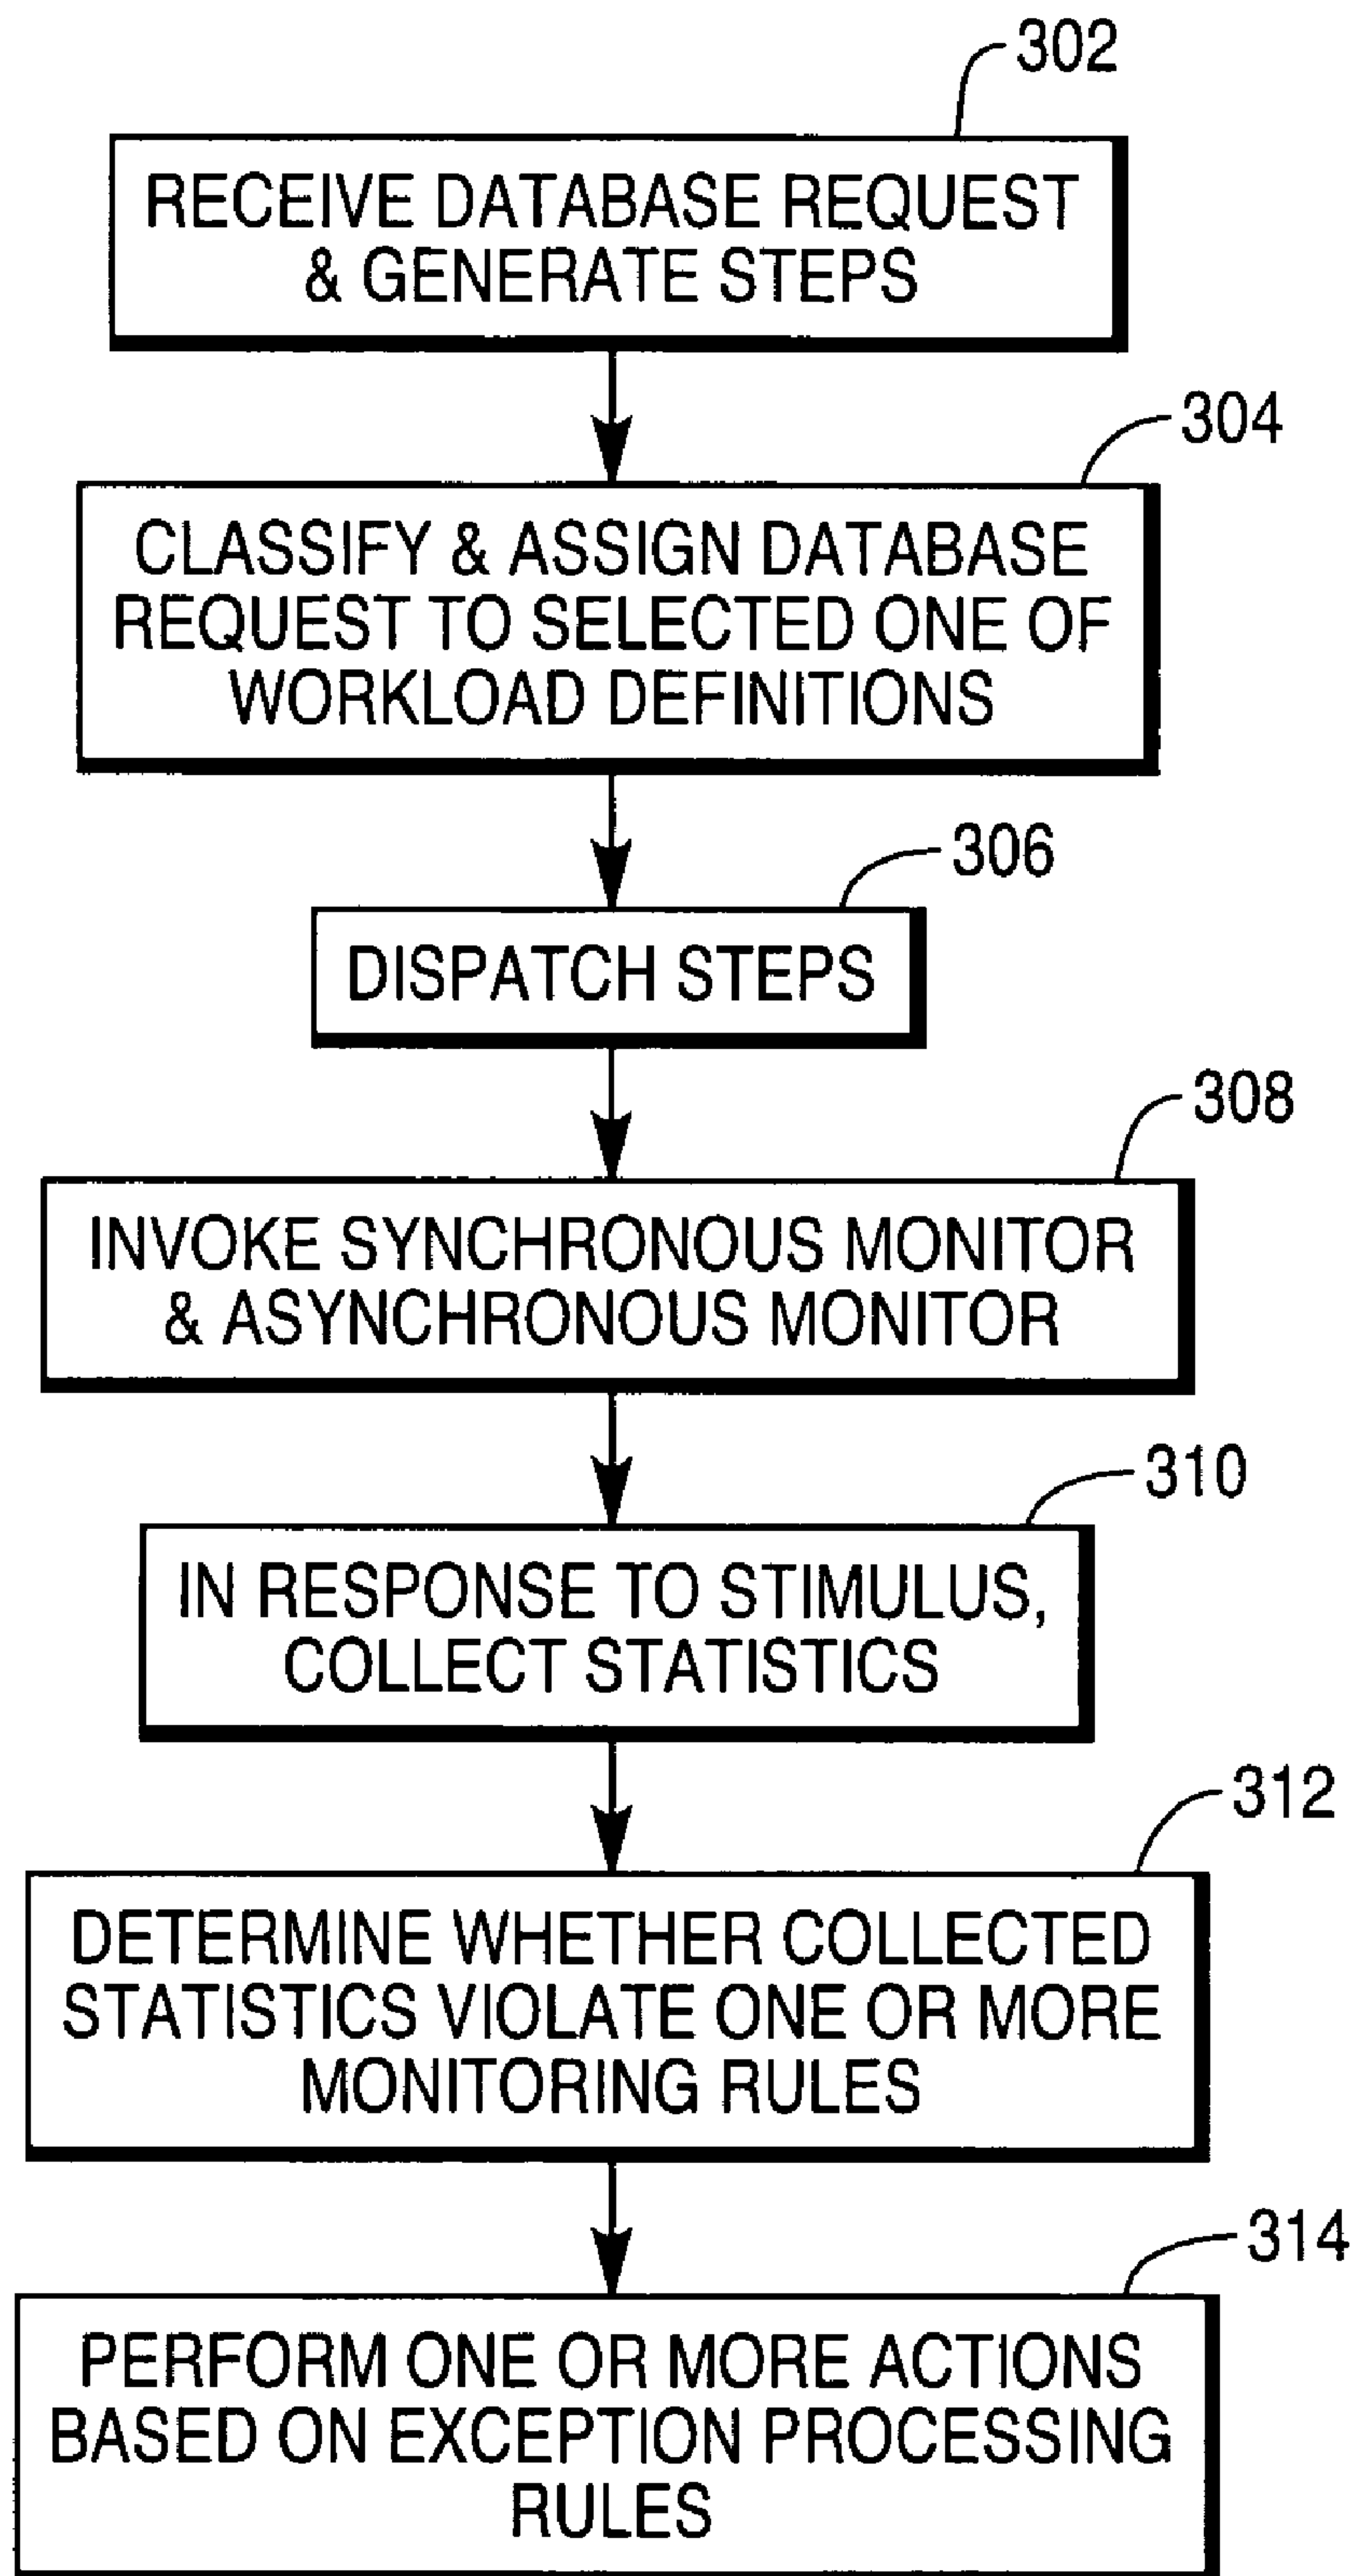 302
RECEIVE DATABASE REQUEST
& GENERATE STEPS
304
CLASSIFY & ASSIGN DATABASE
REQUEST TO SELECTED ONE OF
WORKLOAD DEFINITIONS
306
DISPATCH STEPS
308
INVOKE SYNCHRONOUS MONITOR
& ASYNCHRONOUS MONITOR
310
IN RESPONSE TO STIMULUS,
COLLECT STATISTICS
312
DETERMINE WHETHER COLLECTED
STATISTICS VIOLATE ONE OR MORE
MONITORING RULES
314
PERFORM ONE OR MORE ACTIONS
BASED ON EXCEPTION PROCESSING
RULES